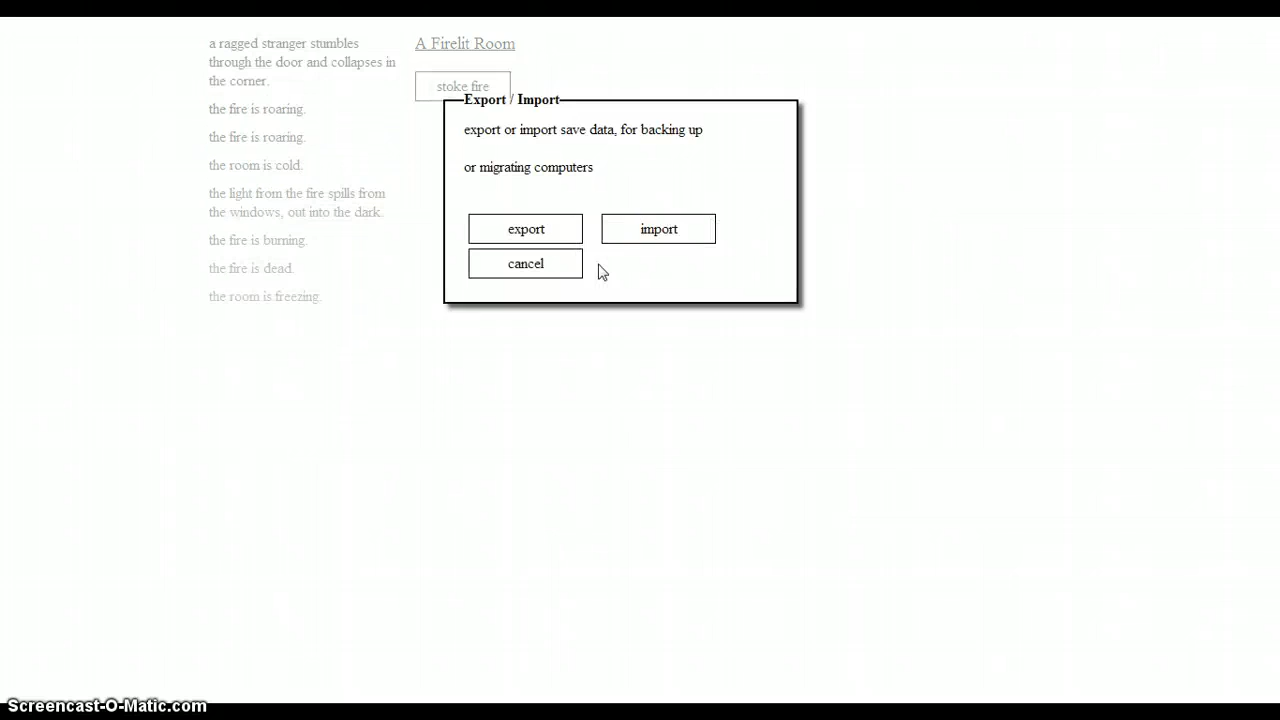 a ragged stranger stumbles
through the door and collapses in
the corner.
the fire is roaring.
the fire is roaring.
the room is cold.
the light from the fire spills from
the windows, out into the dark.
the fire is burning.
the fire is dead.
the room is freezing.
A Firelit Room
stoke fire
Export / Import
export or import save data, for backing up
or migrating computers
export
import
cancel
Screencast-O-Matic.com